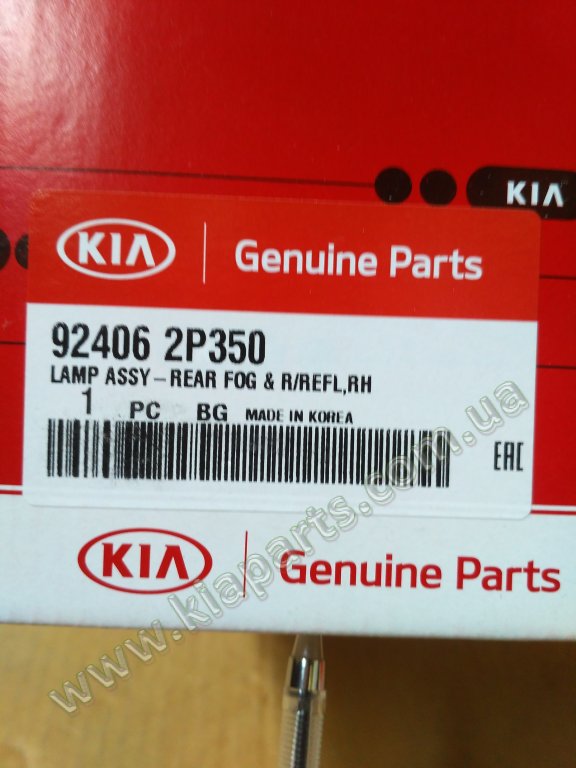 KIA
KIA Genuine Parts
92406 2P350
LAMP ASSY-REAR FOG & R/REFL,RH
1 PC BG MADE IN KOREA
EAC
KIA Genuine Parts
www.kiaparts.com.ua